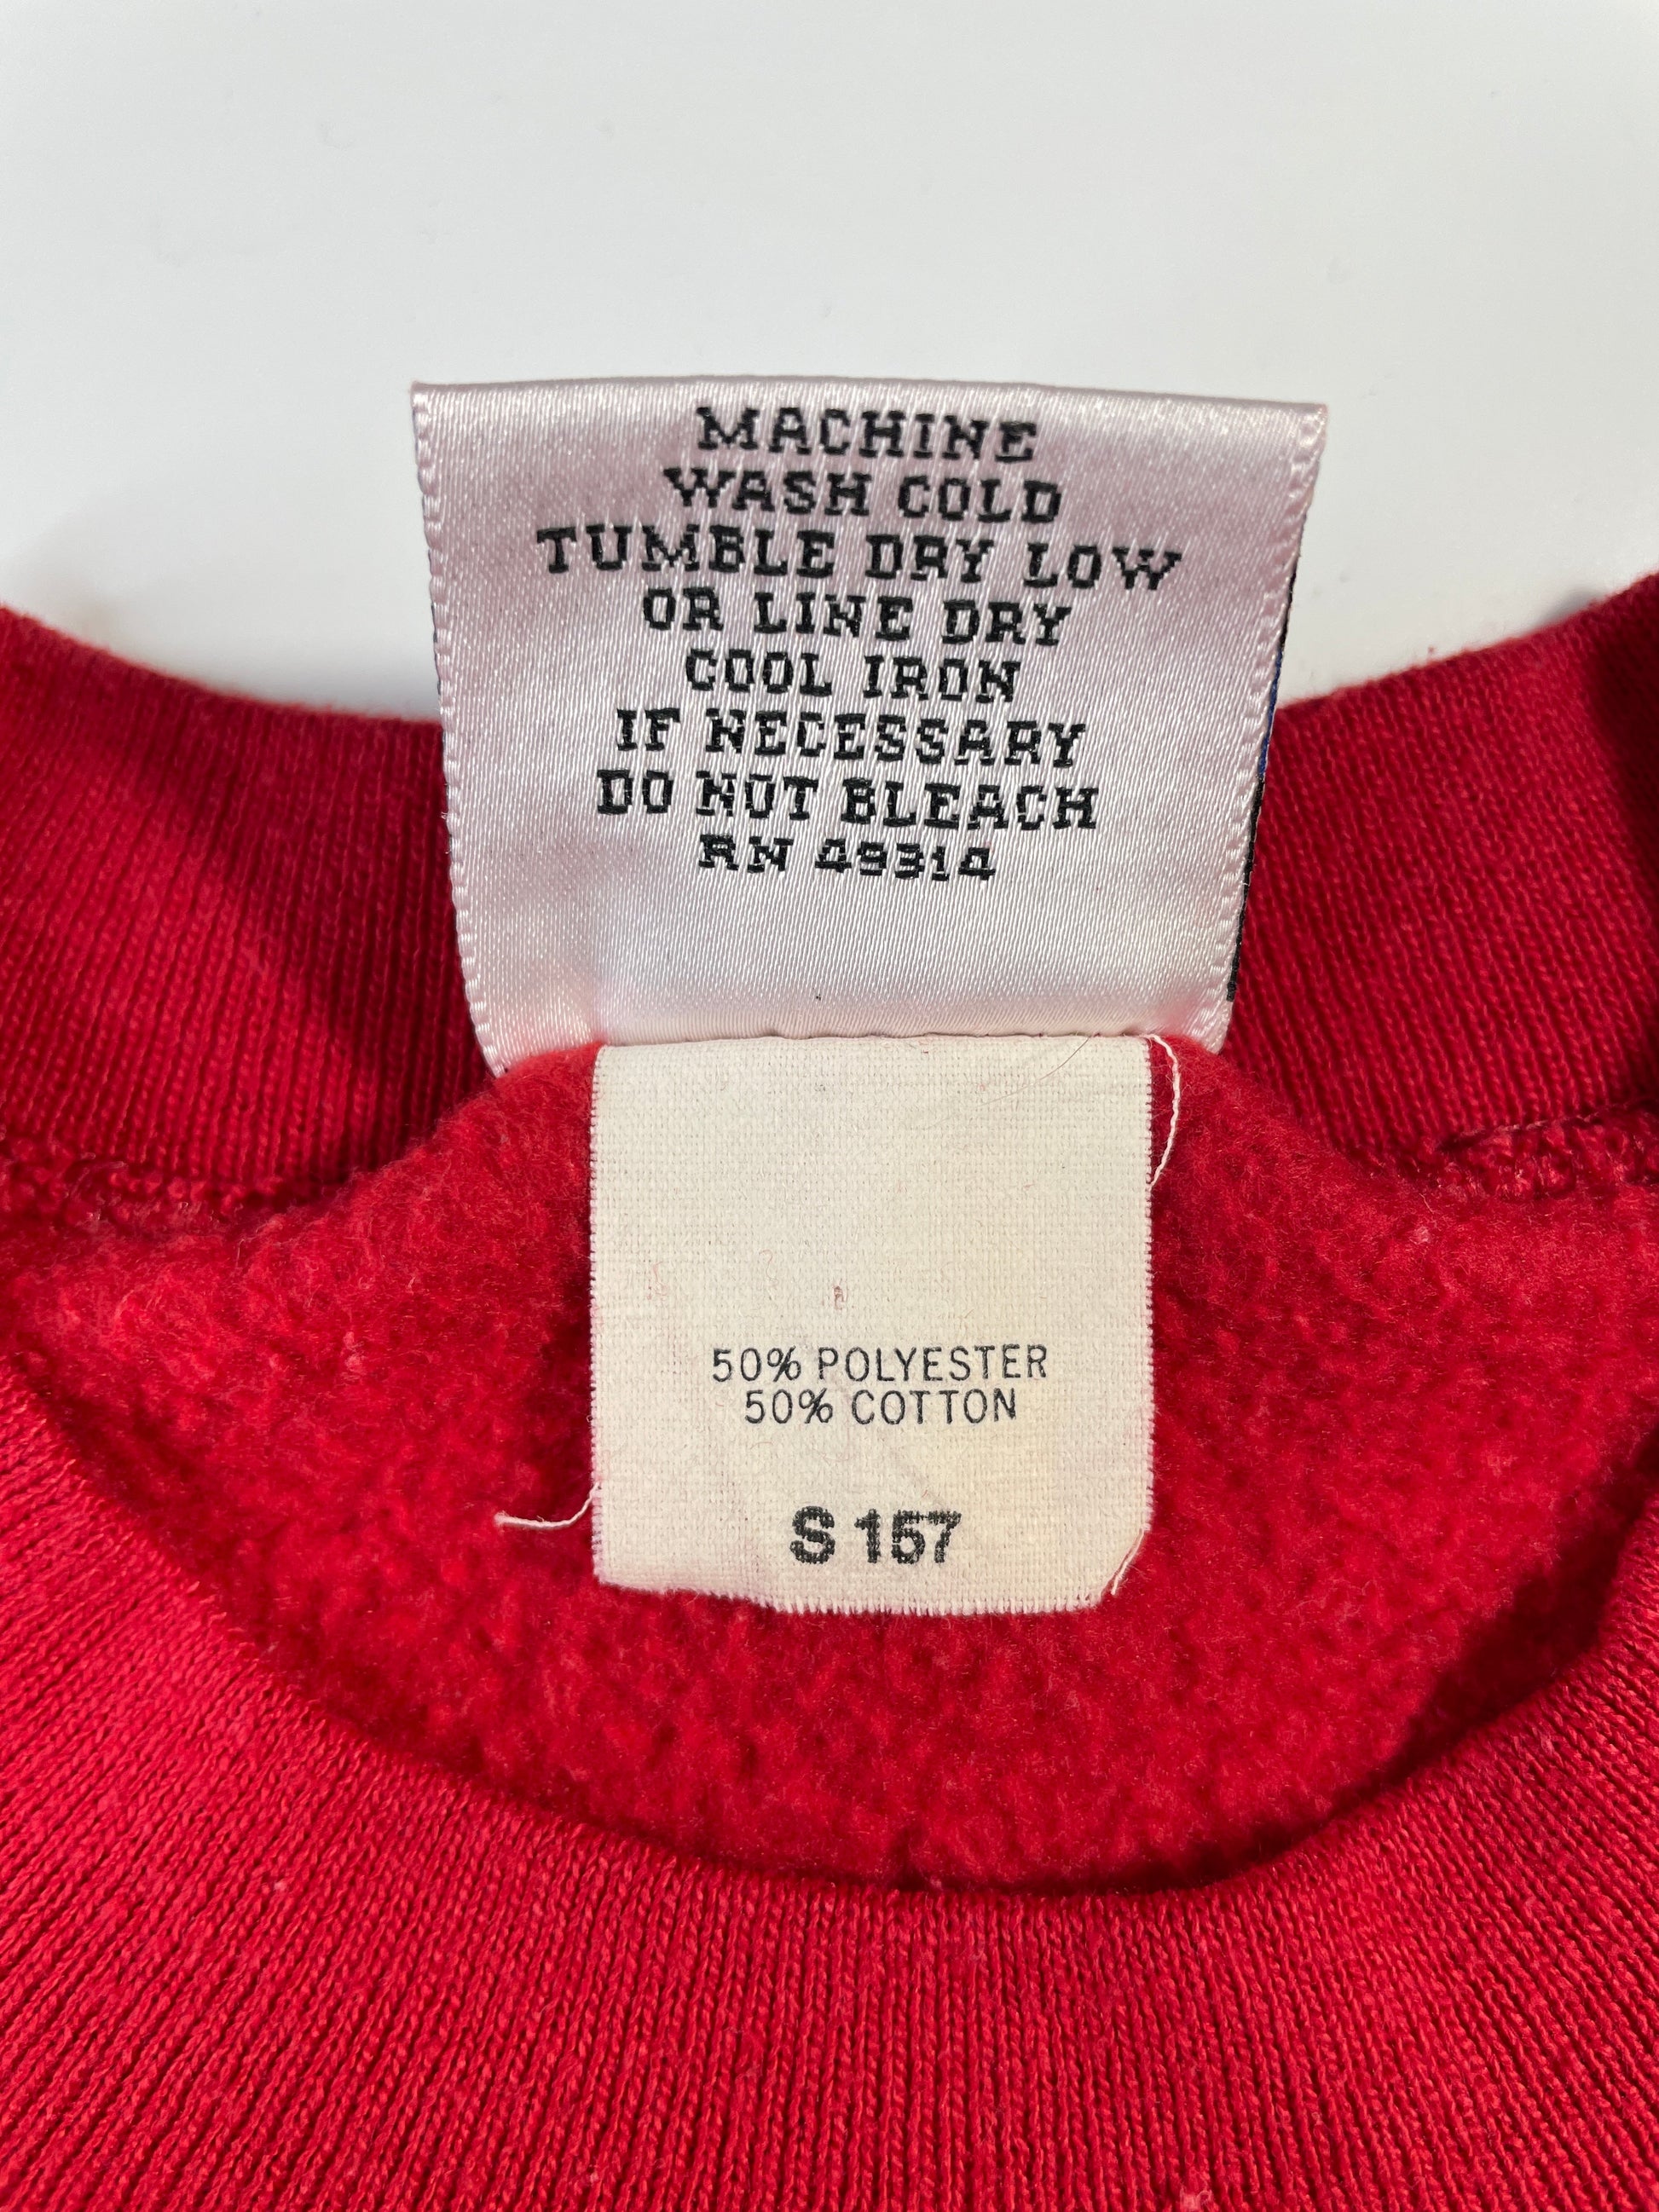 MACHINE
WASH COLD
TUMBLE DRY LOW
OR LINE DRY
COOL IRON
IF NECESSARY
DO NOT BLEACH
RN 49314
50% POLYESTER
50% COTTON
S 157